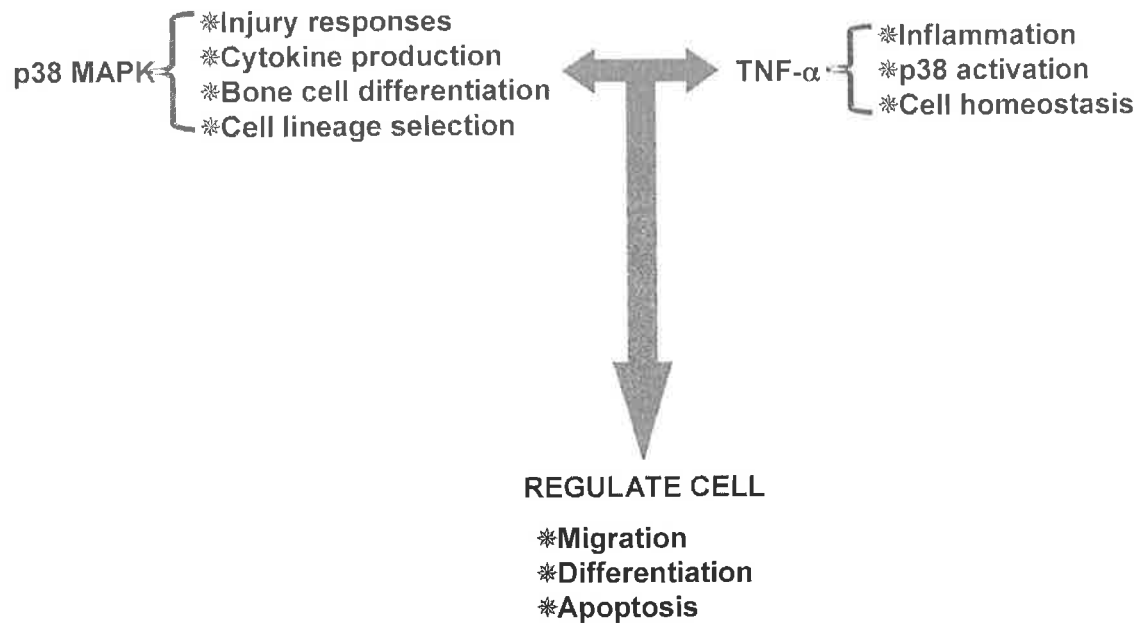 p38 MAPK
❋Injury responses
❋Cytokine production
❋Bone cell differentiation
❋Cell lineage selection
TNF-α
❋Inflammation
❋p38 activation
❋Cell homeostasis
REGULATE CELL
❋Migration
❋Differentiation
❋Apoptosis